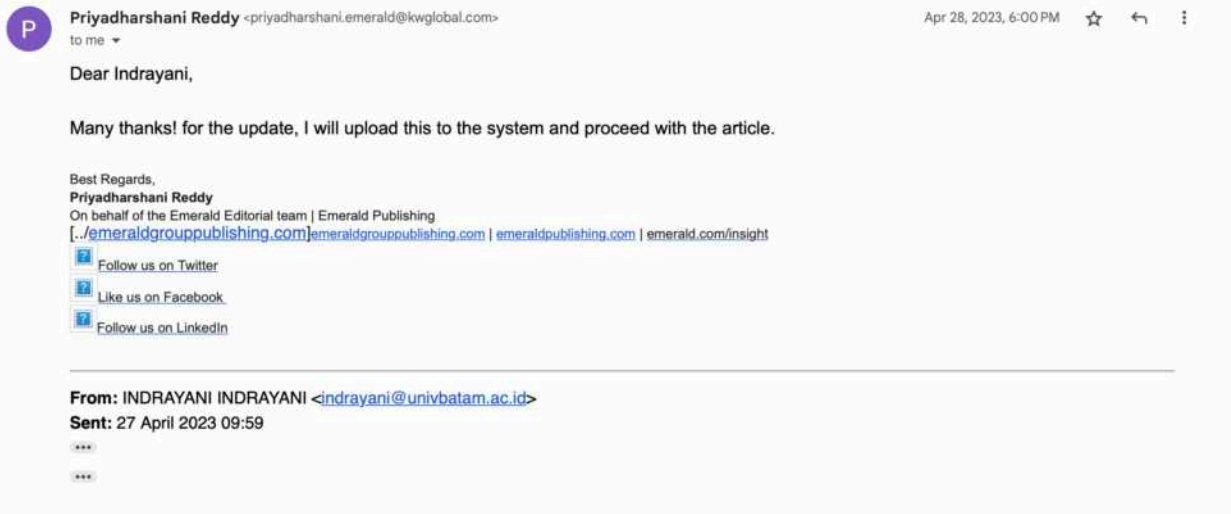 P
Priyadharshani Reddy <priyadharshani.emerald@kwglobal.com> Apr 28, 2023, 6:00 PM
to me
Dear Indrayani,
Many thanks! for the update, I will upload this to the system and proceed with the article.
Best Regards,
Priyadharshani Reddy
On behalf of the Emerald Editorial team | Emerald Publishing
[../emeraldgrouppublishing.com]emeraldgrouppublishing.com | emeraldpublishing.com | emerald.com/insight
Follow us on Twitter
Like us on Facebook
Follow us on LinkedIn
From: INDRAYANI INDRAYANI <indrayani@univbatam.ac.id>
Sent: 27 April 2023 09:59